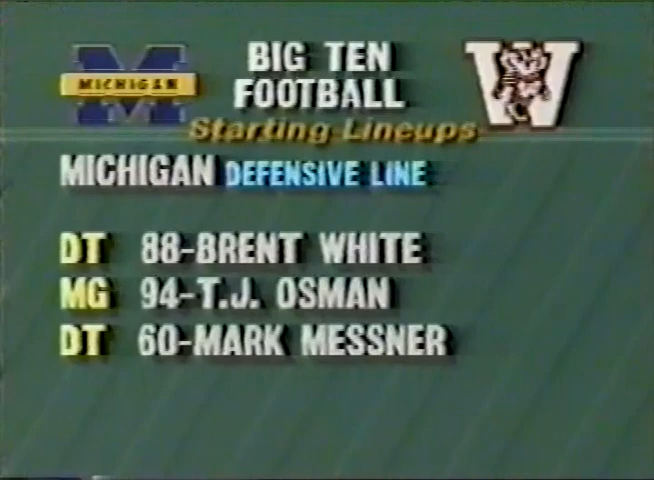 BIG TEN
FOOTBALL
MICHIGAN
W
Starting Lineups
MICHIGAN DEFENSIVE LINE
DT 88-BRENT WHITE
MG 94-T.J. OSMAN
DT 60-MARK MESSNER